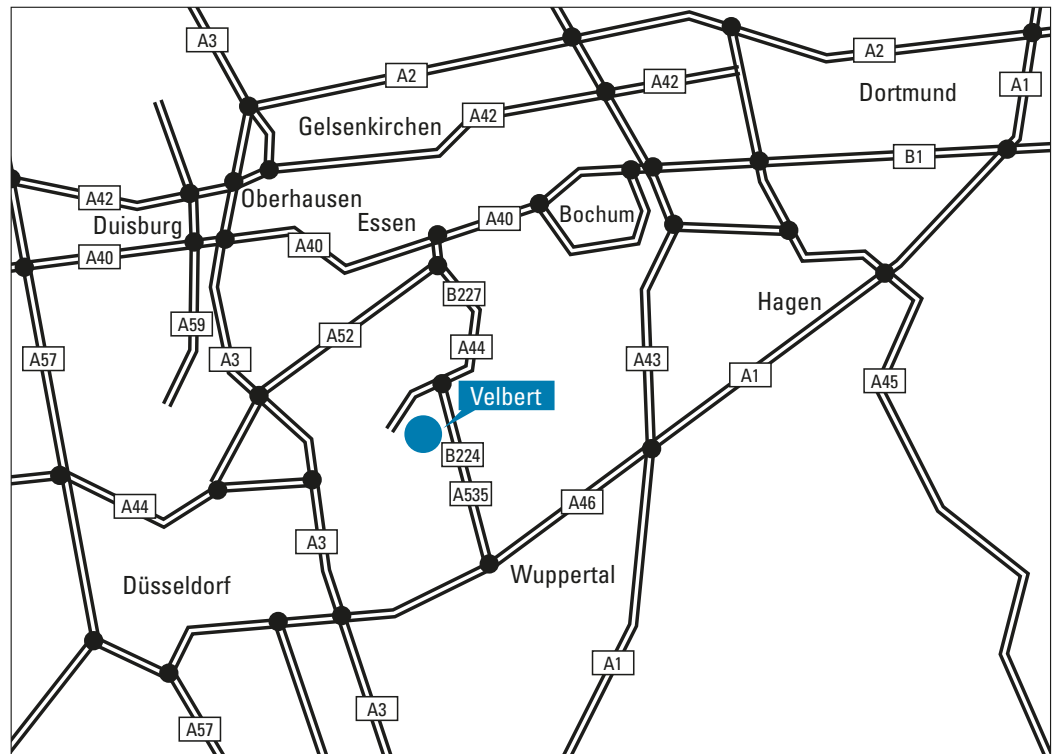 A3
A2
A2
A1
A42
A42
Dortmund
Gelsenkirchen
B1
A42
Oberhausen
Duisburg
Essen
A40
Bochum
A40
A40
B227
Hagen
A59
A52
A44
A57
A3
A43
A1
A45
Velbert
B224
A535
A44
A46
A3
Düsseldorf
Wuppertal
A1
A3
A57